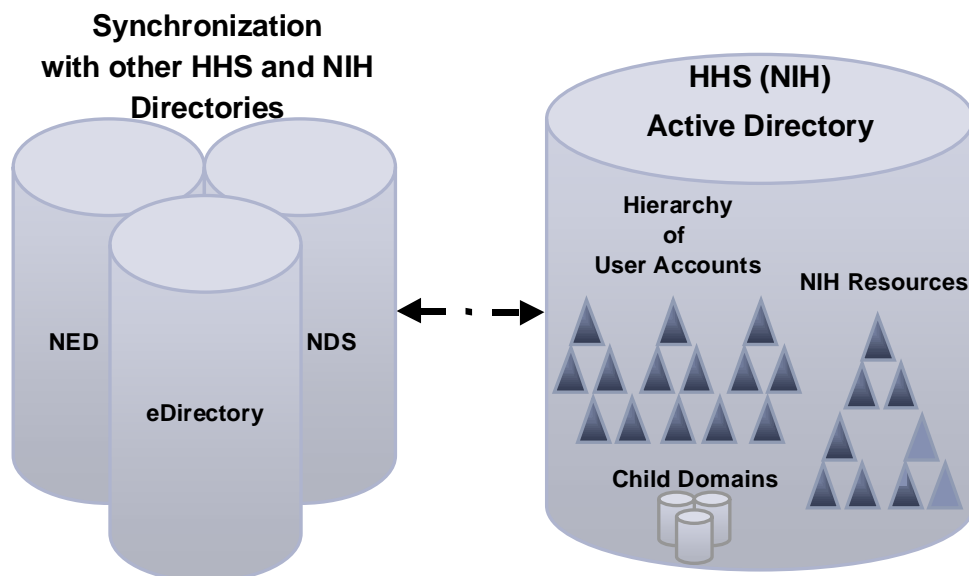 Synchronization
with other HHS and NIH
Directories
NED
NDS
eDirectory
HHS (NIH)
Active Directory
Hierarchy
of
User Accounts
NIH Resources
Child Domains